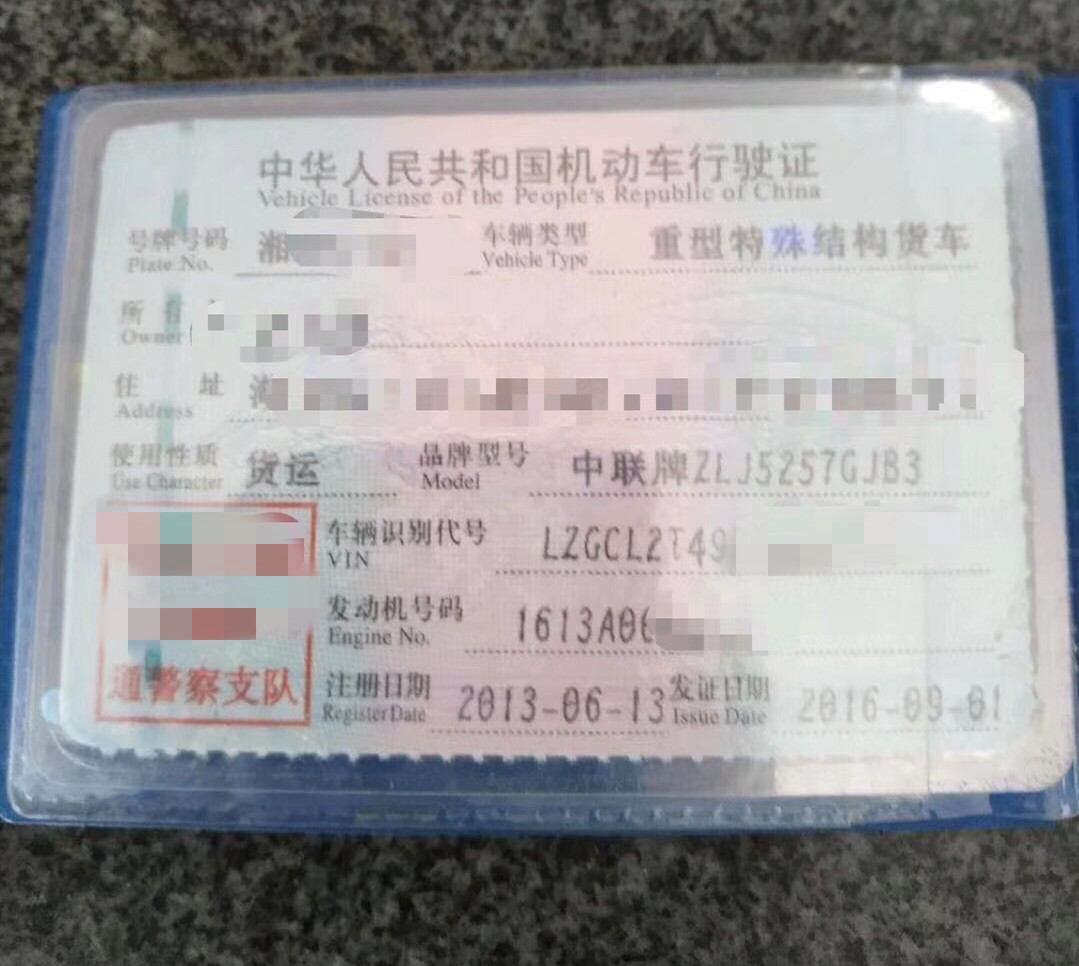 中华人民共和国机动车行驶证
Vehicle License of the People's Republic of China
号牌号码 湘 车辆类型 重型特殊结构货车
Plate No. Vehicle Type
所有
Owner
住 址
Address
使用性质 货运 品牌型号 中联牌ZLJ5257GJB3
Use Character Model
车辆识别代号 LZGCL2T49
VIN
发动机号码 1613A0
Engine No.
通警察支队
注册日期 2013-06-13 发证日期 2016-09-01
Register Date Issue Date